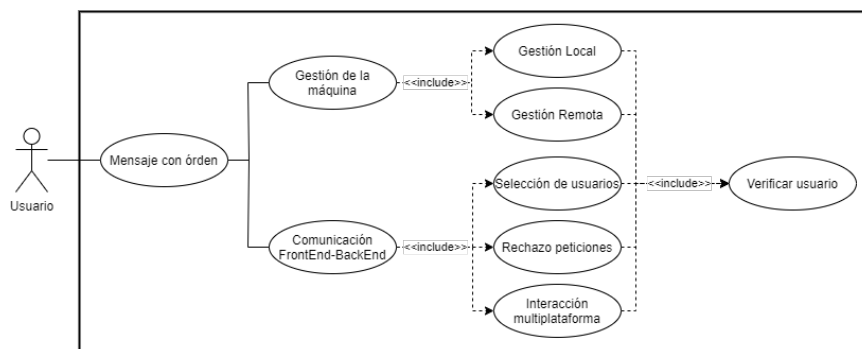 Usuario
Mensaje con órden
Gestión de la
máquina
<<include>>
Gestión Local
Gestión Remota
Comunicación
FrontEnd-BackEnd
<<include>>
Selección de usuarios
Rechazo peticiones
Interacción
multiplataforma
<<include>>
Verificar usuario